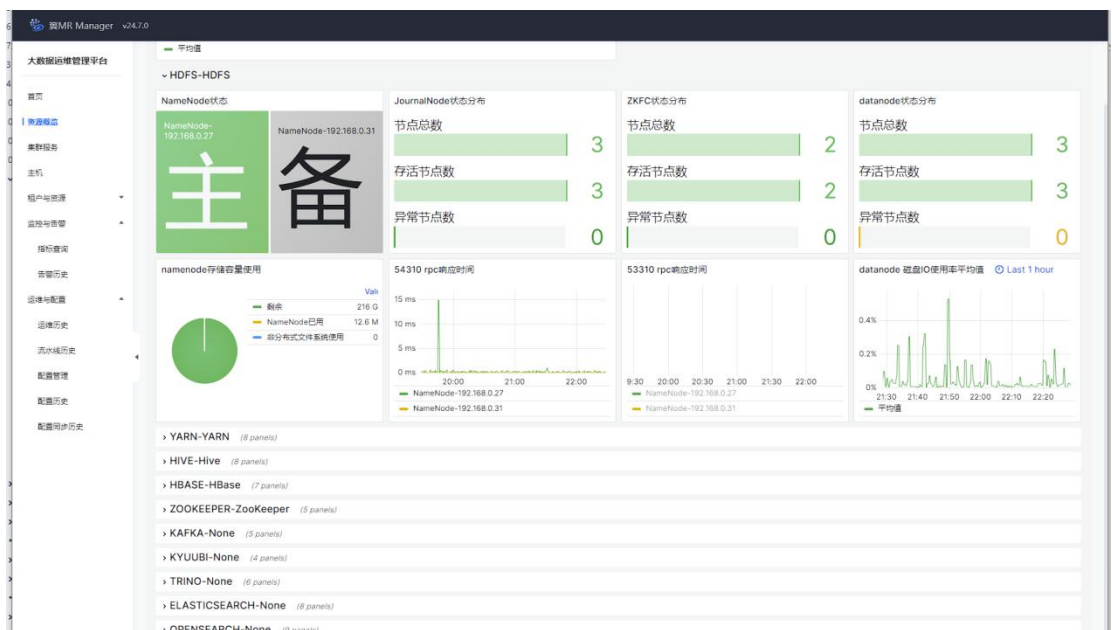 翼MR Manager v24.7.0
大数据运维管理平台
首页
资源概览
集群服务
主机
租户与资源
监控与告警
指标查询
告警历史
运维与配置
运维历史
流水线历史
配置管理
配置历史
配置同步历史
平均值
HDFS-HDFS
NameNode状态
NameNode-
192.168.0.27
主
NameNode-192.168.0.31
备
JournalNode状态分布
节点总数
3
存活节点数
3
异常节点数
0
ZKFC状态分布
节点总数
2
存活节点数
2
异常节点数
0
datanode状态分布
节点总数
3
存活节点数
3
异常节点数
0
namenode存储容量使用
剩余 216 G
NameNode已用 12.6 M
非分布式文件系统使用 0
54310 rpc响应时间
15 ms
10 ms
5 ms
0 ms
20:00 21:00 22:00
NameNode-192.168.0.27
NameNode-192.168.0.31
53310 rpc响应时间
9:30 20:00 20:30 21:00 21:30 22:00
NameNode-192.168.0.27
NameNode-192.168.0.31
datanode 磁盘IO使用率平均值 Last 1 hour
0.4%
0.2%
0%
21:30 21:40 21:50 22:00 22:10 22:20
平均值
YARN-YARN (8 panels)
HIVE-Hive (8 panels)
HBASE-HBase (7 panels)
ZOOKEEPER-ZooKeeper (5 panels)
KAFKA-None (5 panels)
KYUUBI-None (4 panels)
TRINO-None (6 panels)
ELASTICSEARCH-None (8 panels)
OPENSEARCH-None